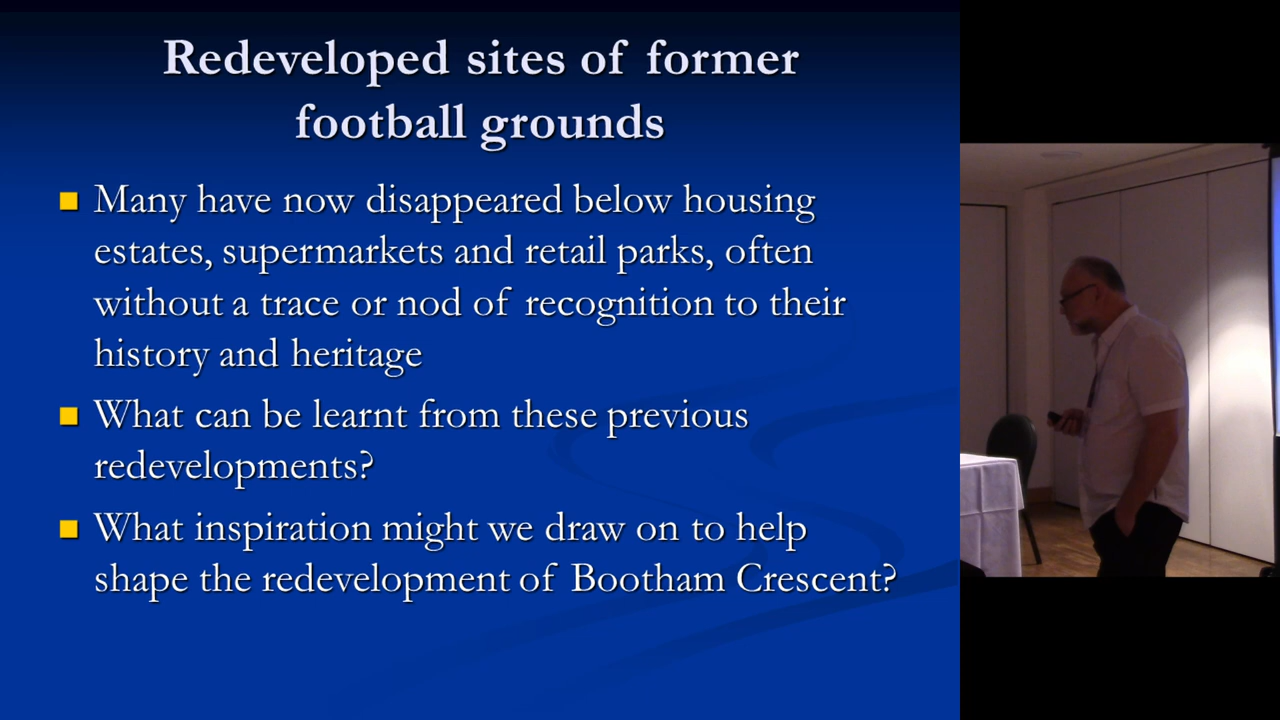 Redeveloped sites of former
football grounds
Many have now disappeared below housing
estates, supermarkets and retail parks, often
without a trace or nod of recognition to their
history and heritage
What can be learnt from these previous
redevelopments?
What inspiration might we draw on to help
shape the redevelopment of Bootham Crescent?